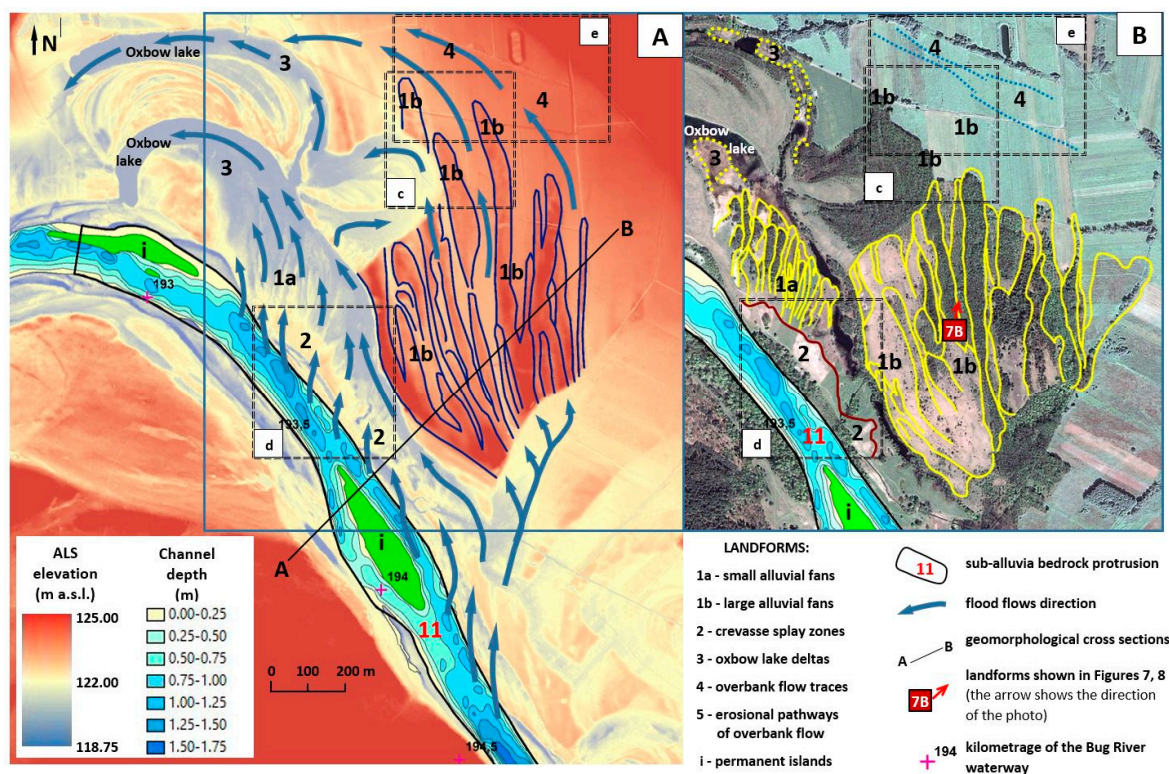 N
A
B
Oxbow lake
Oxbow
lake
3
3
4
4
e
c
d
1b
1b
1b
1b
1b
1a
2
2
B
A
i
i
193
193,5
194
194,5
11
Oxbow
lake
3
3
4
4
e
c
d
1b
1b
1b
1b
1a
2
2
7B
193,5
11
i
ALS
elevation
(m a.s.l.)
125.00
122.00
118.75
Channel
depth
(m)
0.00-0.25
0.25-0.50
0.50-0.75
0.75-1.00
1.00-1.25
1.25-1.50
1.50-1.75
0 100 200 m
LANDFORMS:
1a - small alluvial fans
1b - large alluvial fans
2 - crevasse splay zones
3 - oxbow lake deltas
4 - overbank flow traces
5 - erosional pathways
of overbank flow
i - permanent islands
11 sub-alluvia bedrock protrusion
flood flows direction
A B geomorphological cross sections
7B landforms shown in Figures 7, 8
(the arrow shows the direction
of the photo)
194 kilometrage of the Bug River
waterway